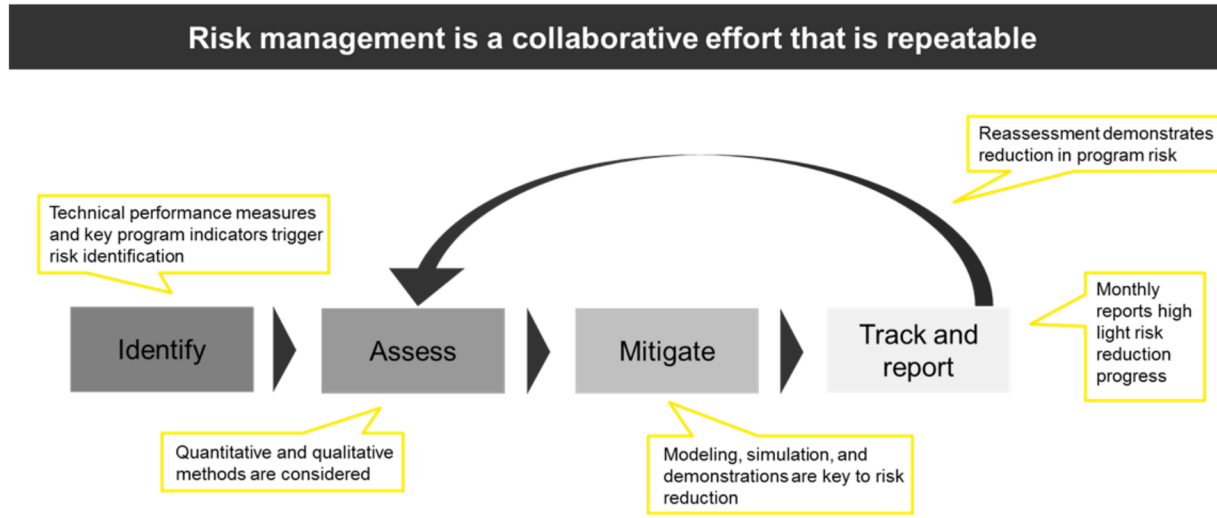 Risk management is a collaborative effort that is repeatable
Reassessment demonstrates
reduction in program risk
Technical performance measures
and key program indicators trigger
risk identification
Identify
Assess
Mitigate
Track and
report
Monthly
reports high
light risk
reduction
progress
Quantitative and qualitative
methods are considered
Modeling, simulation, and
demonstrations are key to risk
reduction